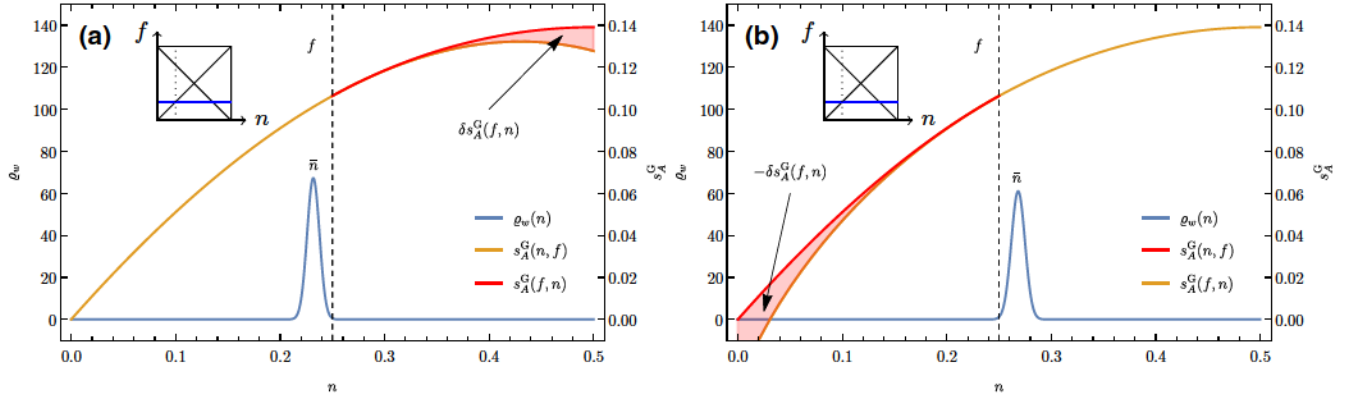 (a)
f
n
f
n̄
δs_A^G(f, n)
ϱ_w(n)
s_A^G(n, f)
s_A^G(f, n)
140
120
100
80
60
40
20
0
ϱ_w
0.14
0.12
0.10
0.08
0.06
0.04
0.02
0.00
s_A^G
0.0 0.1 0.2 0.3 0.4 0.5
n
(b)
f
n
f
n̄
−δs_A^G(f, n)
ϱ_w(n)
s_A^G(n, f)
s_A^G(f, n)
140
120
100
80
60
40
20
0
ϱ_w
0.14
0.12
0.10
0.08
0.06
0.04
0.02
0.00
s_A^G
0.0 0.1 0.2 0.3 0.4 0.5
n